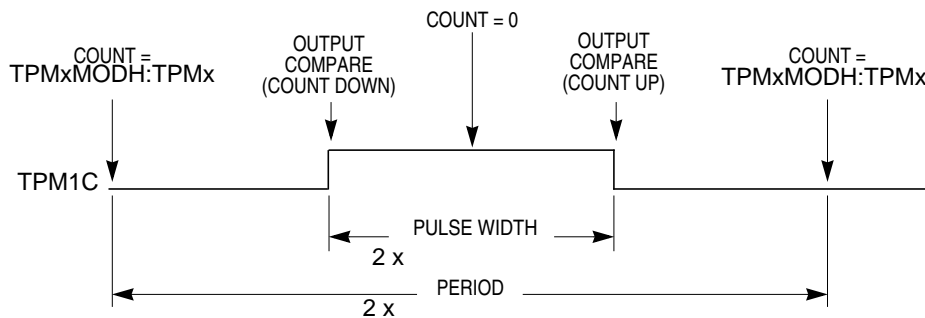 COUNT = 0
COUNT =
TPMxMODH:TPMx
OUTPUT
COMPARE
(COUNT DOWN)
OUTPUT
COMPARE
(COUNT UP)
COUNT =
TPMxMODH:TPMx
TPM1C
PULSE WIDTH
2 x
PERIOD
2 x